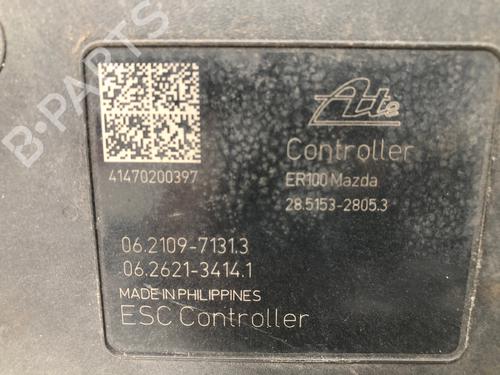 B-PARTS
Ate
41470200397
Controller
ER100 Mazda
28.5153-2805.3
06.2109-7131.3
06.2621-3414.1
MADE IN PHILIPPINES
ESC Controller